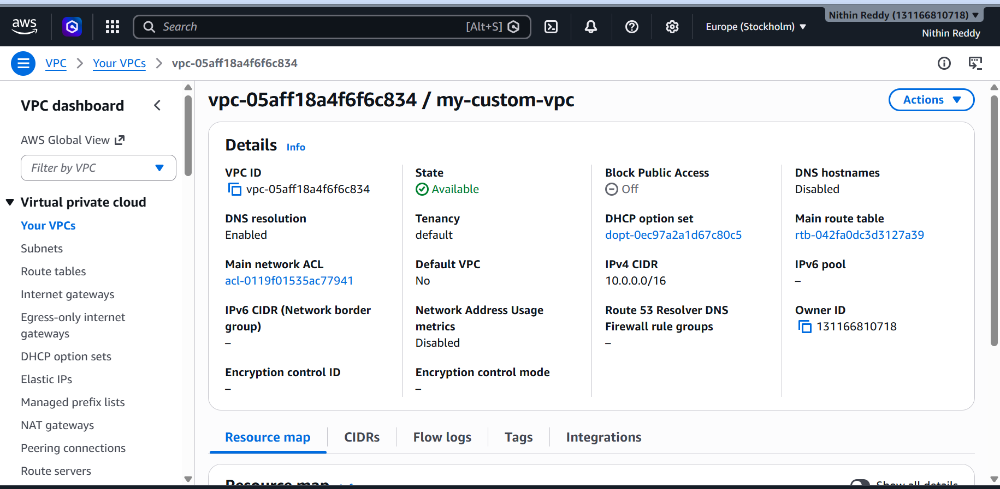 aws
Search
[Alt+S]
Europe (Stockholm)
Nithin Reddy (131166810718)
Nithin Reddy
VPC
Your VPCs
vpc-05aff18a4f6f6c834
VPC dashboard
AWS Global View
Filter by VPC
Virtual private cloud
Your VPCs
Subnets
Route tables
Internet gateways
Egress-only internet
gateways
DHCP option sets
Elastic IPs
Managed prefix lists
NAT gateways
Peering connections
Route servers
vpc-05aff18a4f6f6c834 / my-custom-vpc
Actions
Details Info
VPC ID
vpc-05aff18a4f6f6c834
State
Available
Block Public Access
Off
DNS hostnames
Disabled
DNS resolution
Enabled
Tenancy
default
DHCP option set
dopt-0ec97a2a1d67c80c5
Main route table
rtb-042fa0dc3d3127a39
Main network ACL
acl-0119f01535ac77941
Default VPC
No
IPv4 CIDR
10.0.0.0/16
IPv6 pool
–
IPv6 CIDR (Network border
group)
–
Network Address Usage
metrics
Disabled
Route 53 Resolver DNS
Firewall rule groups
–
Owner ID
131166810718
Encryption control ID
–
Encryption control mode
–
Resource map
CIDRs
Flow logs
Tags
Integrations
Resource map
Show all details